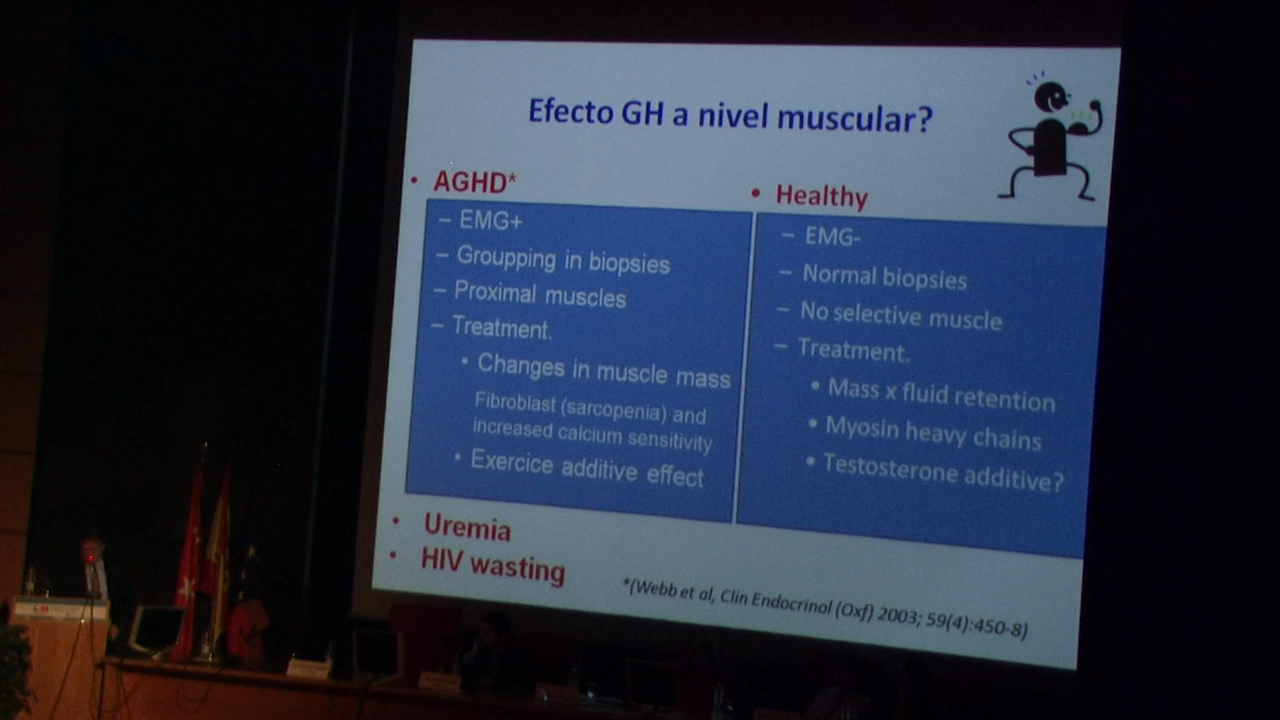 Efecto GH a nivel muscular?
• AGHD*
– EMG+
– Groupping in biopsies
– Proximal muscles
– Treatment.
• Changes in muscle mass
Fibroblast (sarcopenia) and
increased calcium sensitivity
• Exercice additive effect
• Healthy
– EMG-
– Normal biopsies
– No selective muscle
– Treatment.
• Mass x fluid retention
• Myosin heavy chains
• Testosterone additive?
• Uremia
• HIV wasting
*(Webb et al, Clin Endocrinol (Oxf) 2003; 59(4):450-8)